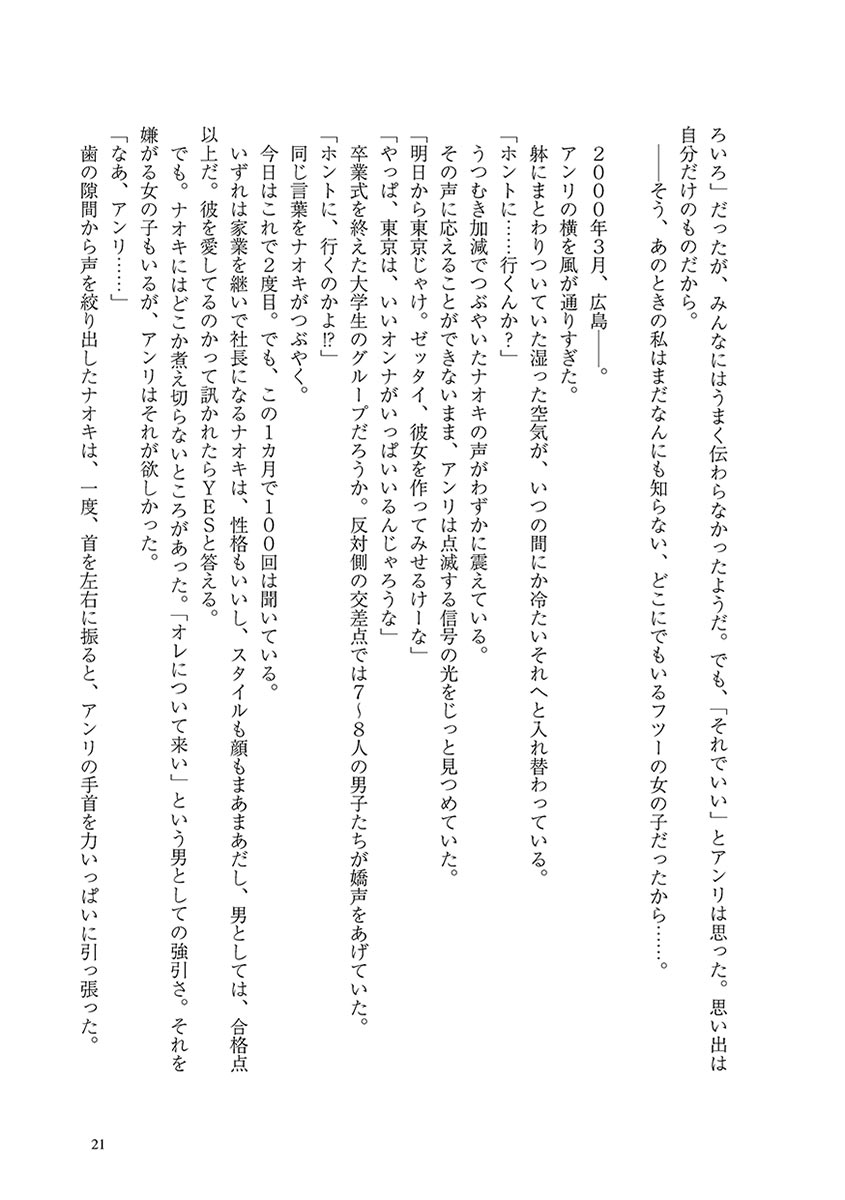 ろいろ」だったが、みんなにはうまく伝わらなかったようだ。でも、「それでいい」とアンリは思った。思い出は
自分だけのものだから。
――そう、あのときの私はまだなんにも知らない、どこにでもいるフツーの女の子だったから……。
２０００年３月、広島――。
アンリの横を風が通りすぎた。
躰にまとわりついていた湿った空気が、いつの間にか冷たいそれへと入れ替わっている。
「ホントに……行くんか？」
うつむき加減でつぶやいたナオキの声がわずかに震えている。
その声に応えることができないまま、アンリは点滅する信号の光をじっと見つめていた。
「明日から東京じゃけ。ゼッタイ、彼女を作ってみせるけーな」
「やっぱ、東京は、いいオンナがいっぱいいるんじゃろうな」
卒業式を終えた大学生のグループだろうか。反対側の交差点では７～８人の男子たちが嬌声をあげていた。
「ホントに、行くのかよ!?」
同じ言葉をナオキがつぶやく。
今日はこれで２度目。でも、この１カ月で１００回は聞いている。
いずれは家業を継いで社長になるナオキは、性格もいいし、スタイルも顔もまあまあだし、男としては、合格点
以上だ。彼を愛してるのかって訊かれたらＹＥＳと答える。
でも。ナオキにはどこか煮え切らないところがあった。「オレについて来い」という男としての強引さ。それを
嫌がる女の子もいるが、アンリはそれが欲しかった。
「なあ、アンリ……」
歯の隙間から声を絞り出したナオキは、一度、首を左右に振ると、アンリの手首を力いっぱいに引っ張った。
21